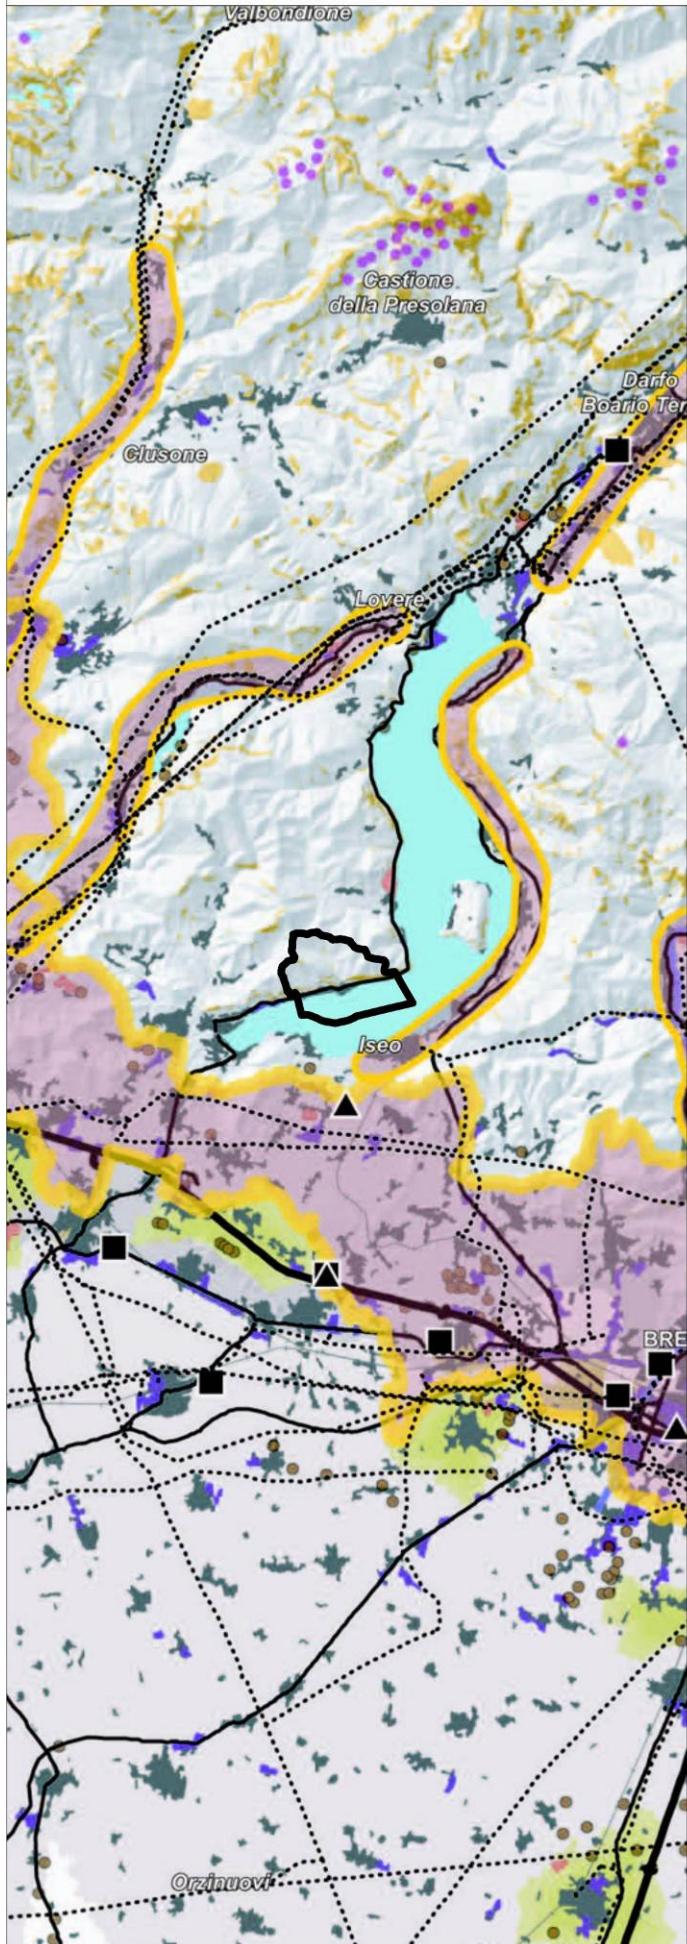 Valbondione
Castione
della Presolana
Darfo
Boario Ter
Clusone
Lovere
Iseo
BRE
Orzinuovi